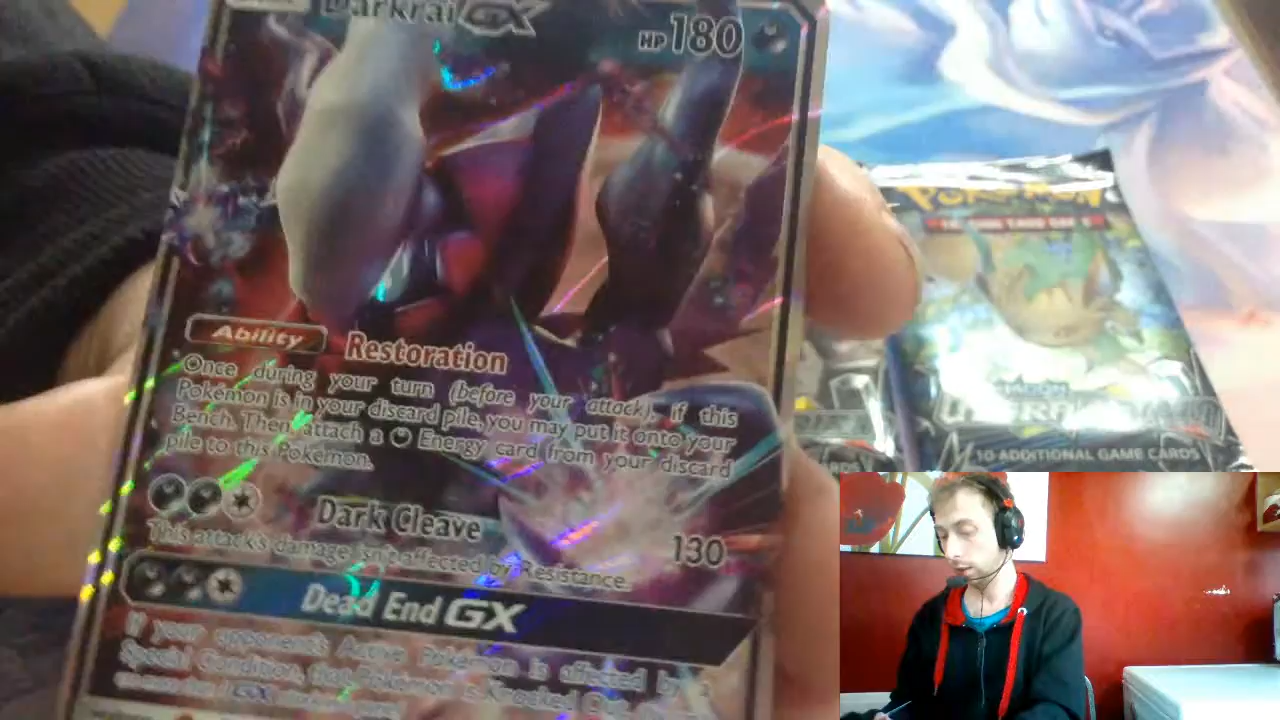 Darkrai GX
HP 180
Ability Restoration
Once during your turn (before your attack), if this
Pokémon is in your discard pile, you may put it onto your
Bench. Then, attach a Energy card from your discard
pile to this Pokémon.
Dark Cleave 130
This attack's damage isn't affected by Resistance.
Dead End GX
If your opponent's Active Pokémon is affected by a
Special Condition, that Pokémon is Knocked Out.
POKÉMON
10 ADDITIONAL GAME CARDS